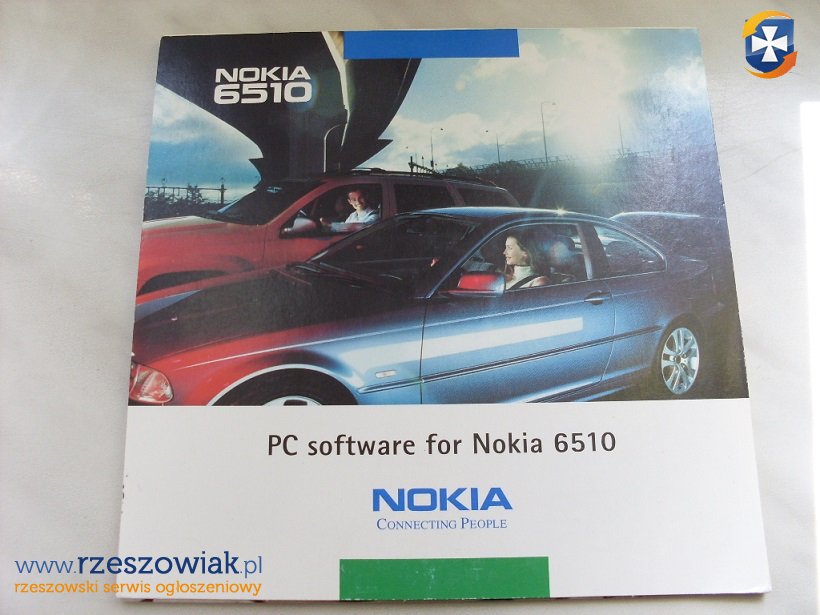 NOKIA
6510
PC software for Nokia 6510
NOKIA
CONNECTING PEOPLE
www.rzeszowiak.pl
rzeszowski serwis ogłoszeniowy